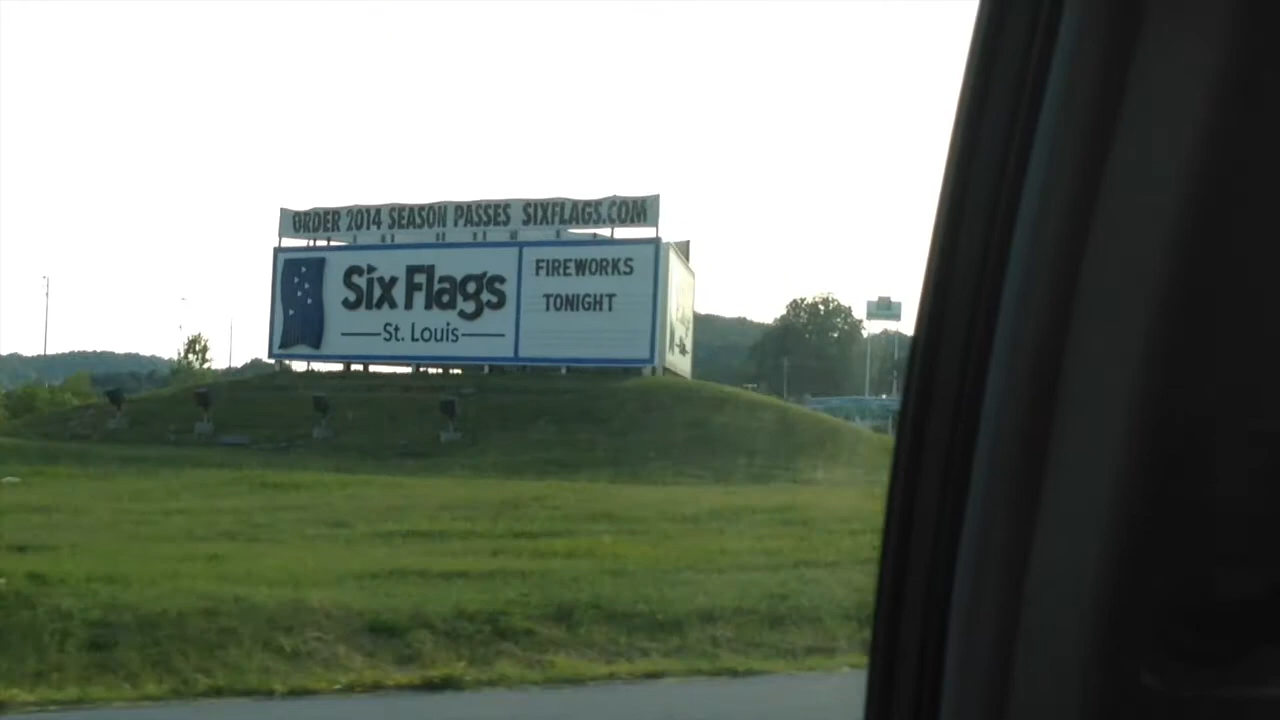 ORDER 2014 SEASON PASSES SIXFLAGS.COM
Six Flags
St. Louis
FIREWORKS
TONIGHT